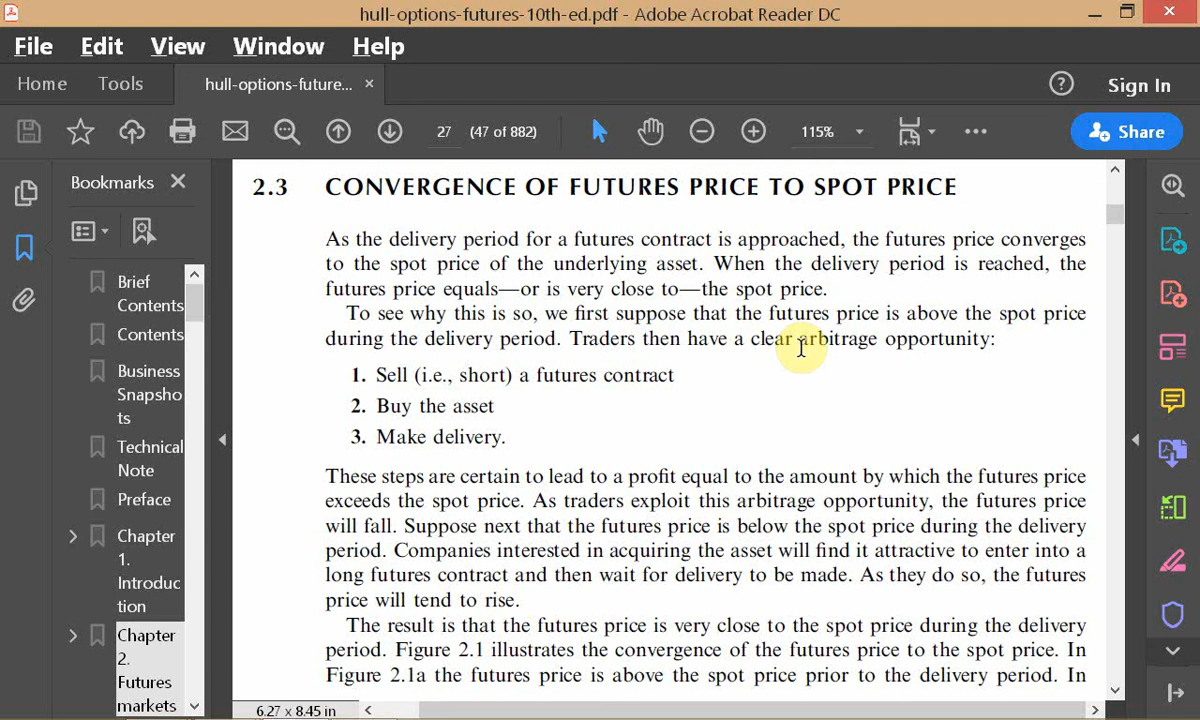 hull-options-futures-10th-ed.pdf - Adobe Acrobat Reader DC
File Edit View Window Help
Home Tools hull-options-future... × Sign In
27 (47 of 882) 115% Share
Bookmarks
Brief
Contents
Contents
Business
Snapsho
ts
Technical
Note
Preface
Chapter
1.
Introduc
tion
Chapter
2.
Futures
markets
2.3 CONVERGENCE OF FUTURES PRICE TO SPOT PRICE
As the delivery period for a futures contract is approached, the futures price converges
to the spot price of the underlying asset. When the delivery period is reached, the
futures price equals—or is very close to—the spot price.
To see why this is so, we first suppose that the futures price is above the spot price
during the delivery period. Traders then have a clear arbitrage opportunity:
1. Sell (i.e., short) a futures contract
2. Buy the asset
3. Make delivery.
These steps are certain to lead to a profit equal to the amount by which the futures price
exceeds the spot price. As traders exploit this arbitrage opportunity, the futures price
will fall. Suppose next that the futures price is below the spot price during the delivery
period. Companies interested in acquiring the asset will find it attractive to enter into a
long futures contract and then wait for delivery to be made. As they do so, the futures
price will tend to rise.
The result is that the futures price is very close to the spot price during the delivery
period. Figure 2.1 illustrates the convergence of the futures price to the spot price. In
Figure 2.1a the futures price is above the spot price prior to the delivery period. In
6.27 x 8.45 in